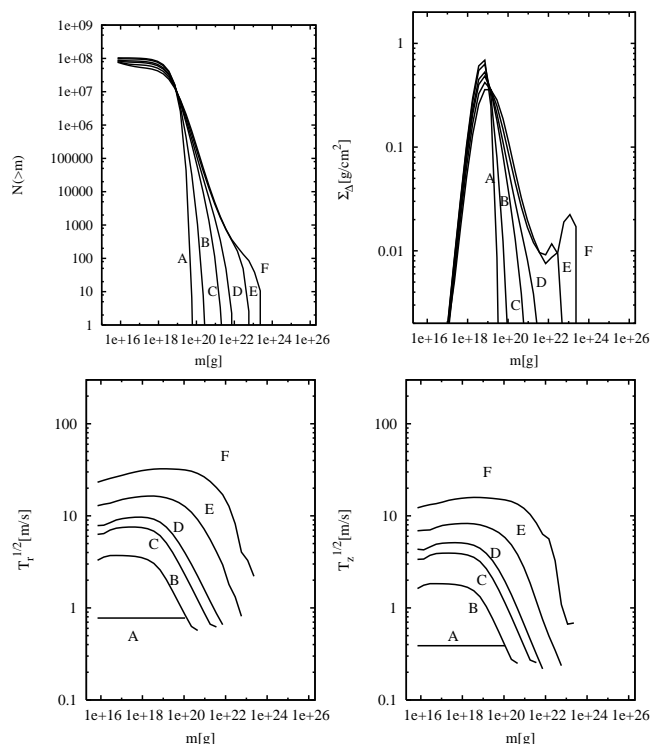 1e+09
1e+08
1e+07
1e+06
100000
10000
1000
100
10
1
N(>m)
A
B
C
D
E
F
1e+16 1e+18 1e+20 1e+22 1e+24 1e+26
m[g]
1
0.1
0.01
Σ_Δ[g/cm²]
A
B
C
D
E
F
1e+16 1e+18 1e+20 1e+22 1e+24 1e+26
m[g]
100
10
1
0.1
T_r^{1/2}[m/s]
F
E
D
C
B
A
1e+16 1e+18 1e+20 1e+22 1e+24 1e+26
m[g]
100
10
1
0.1
T_z^{1/2}[m/s]
F
E
D
C
B
A
1e+16 1e+18 1e+20 1e+22 1e+24 1e+26
m[g]